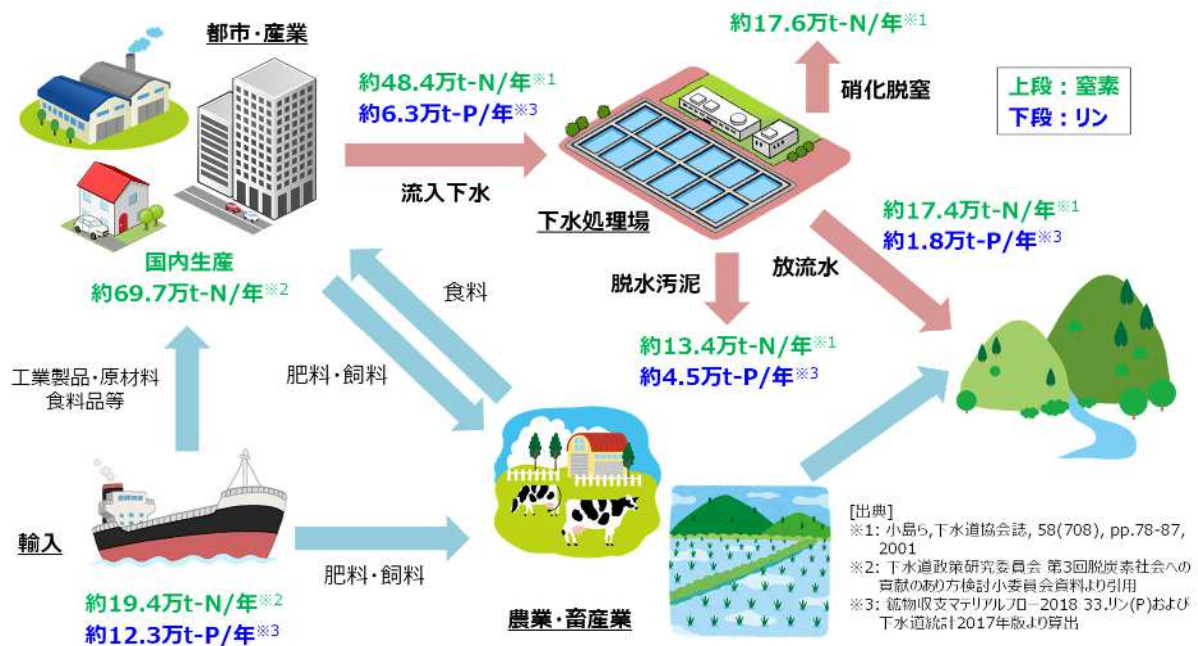 都市・産業
約48.4万t-N/年※1
約6.3万t-P/年※3
流入下水
約17.6万t-N/年※1
硝化脱窒
上段：窒素
下段：リン
下水処理場
約17.4万t-N/年※1
約1.8万t-P/年※3
放流水
脱水汚泥
約13.4万t-N/年※1
約4.5万t-P/年※3
国内生産
約69.7万t-N/年※2
食料
肥料・飼料
工業製品・原材料
食料品等
輸入
約19.4万t-N/年※2
約12.3万t-P/年※3
肥料・飼料
農業・畜産業
[出典]
※1: 小島ら,下水道協会誌, 58(708), pp.78-87,
2001
※2: 下水道政策研究委員会 第3回脱炭素社会への
貢献のあり方検討小委員会資料より引用
※3: 鉱物収支マテリアルフロー2018 33.リン(P)および
下水道統計2017年版より算出